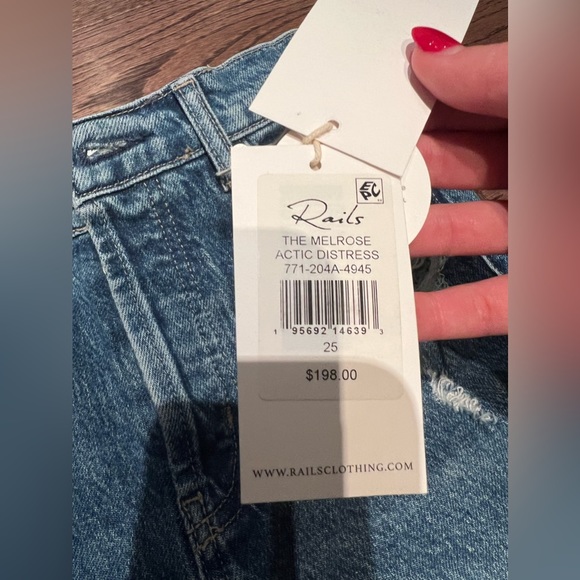 Rails
THE MELROSE
ACTIC DISTRESS
771-204A-4945
1 95692 14639 3
25
$198.00
WWW.RAILSCLOTHING.COM